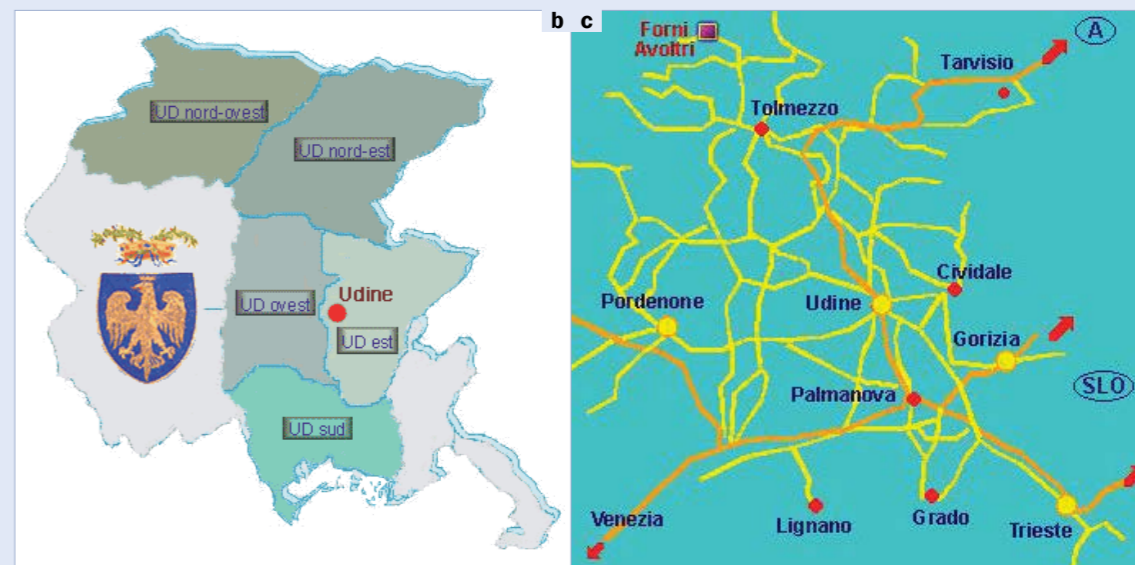 b c
UD nord-ovest
UD nord-est
Udine
UD ovest
UD est
UD sud
Forni
Avoltri
A
Tarvisio
Tolmezzo
Cividale
Pordenone
Udine
Gorizia
SLO
Palmanova
Venezia
Lignano
Grado
Trieste